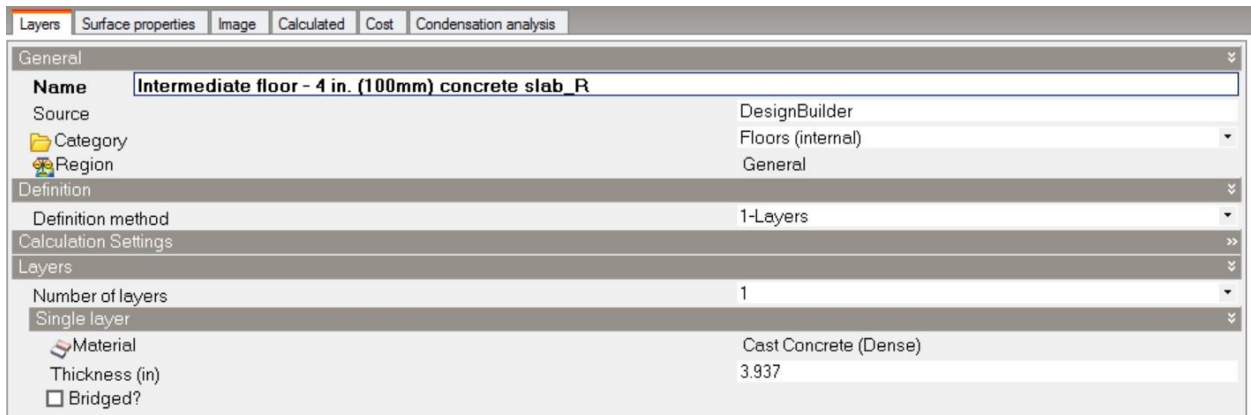 Layers Surface properties Image Calculated Cost Condensation analysis
General
Name Intermediate floor - 4 in. (100mm) concrete slab_R
Source DesignBuilder
Category Floors (internal)
Region General
Definition
Definition method 1-Layers
Calculation Settings
Layers
Number of layers 1
Single layer
Material Cast Concrete (Dense)
Thickness (in) 3.937
Bridged?